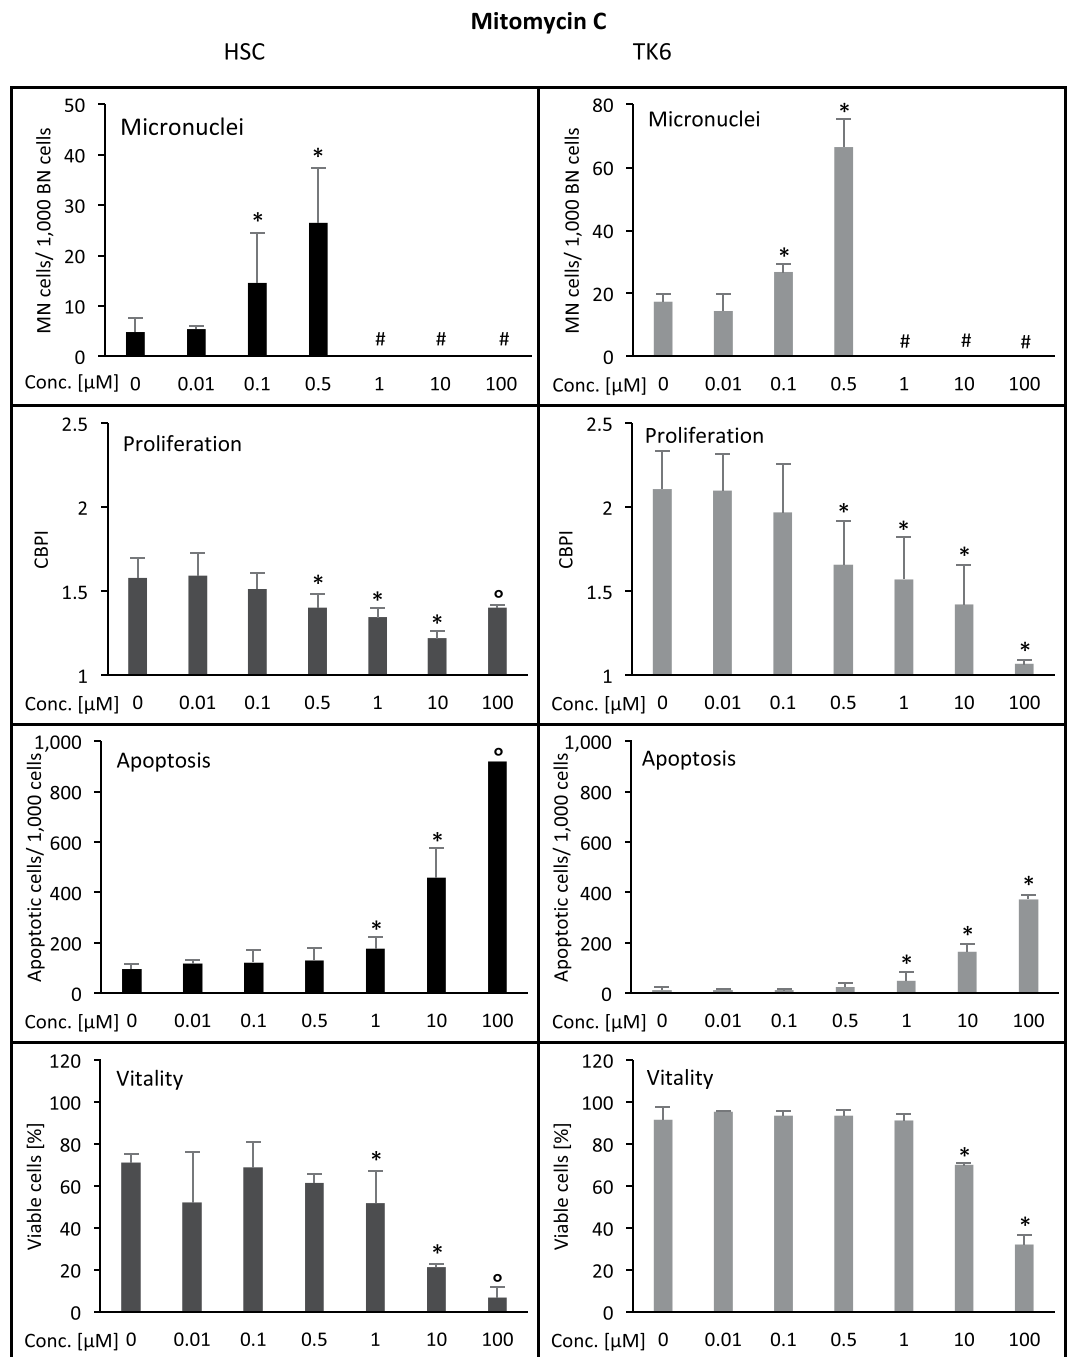 Mitomycin C
HSC
TK6
Micronuclei
MN cells/ 1,000 BN cells
50
40
30
20
10
0
*
*
#
#
#
Conc. [µM] 0 0.01 0.1 0.5 1 10 100
Micronuclei
MN cells/ 1,000 BN cells
80
60
40
20
0
*
*
#
#
#
Conc. [µM] 0 0.01 0.1 0.5 1 10 100
Proliferation
CBPI
2.5
2
1.5
1
*
*
*
°
Conc. [µM] 0 0.01 0.1 0.5 1 10 100
Proliferation
CBPI
2.5
2
1.5
1
*
*
*
*
Conc. [µM] 0 0.01 0.1 0.5 1 10 100
Apoptosis
Apoptotic cells/ 1,000 cells
1,000
800
600
400
200
0
*
*
°
Conc. [µM] 0 0.01 0.1 0.5 1 10 100
Apoptosis
Apoptotic cells/ 1,000 cells
1,000
800
600
400
200
0
*
*
*
Conc. [µM] 0 0.01 0.1 0.5 1 10 100
Vitality
Viable cells [%]
120
100
80
60
40
20
0
*
*
°
Conc. [µM] 0 0.01 0.1 0.5 1 10 100
Vitality
Viable cells [%]
120
100
80
60
40
20
0
*
*
Conc. [µM] 0 0.01 0.1 0.5 1 10 100